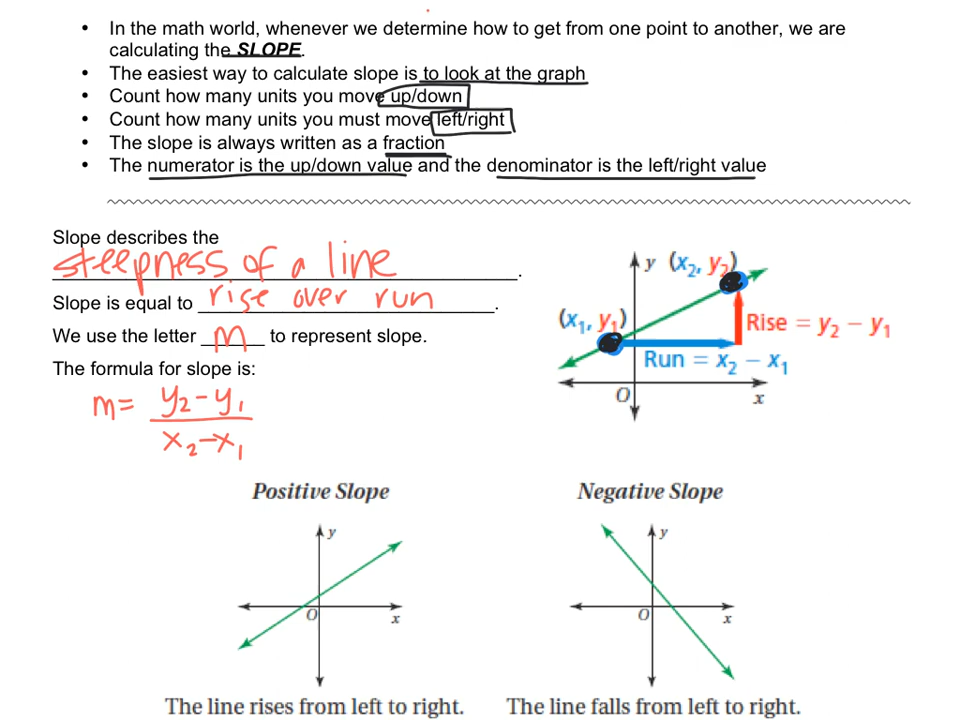 • In the math world, whenever we determine how to get from one point to another, we are
calculating the SLOPE.
• The easiest way to calculate slope is to look at the graph
• Count how many units you move up/down
• Count how many units you must move left/right
• The slope is always written as a fraction
• The numerator is the up/down value and the denominator is the left/right value
Slope describes the
steepness of a line.
Slope is equal to rise over run.
We use the letter m to represent slope.
The formula for slope is:
m = y₂ - y₁
x₂ - x₁
y (x₂, y₂)
(x₁, y₁)
Rise = y₂ − y₁
Run = x₂ − x₁
O x
Positive Slope
y
O x
The line rises from left to right.
Negative Slope
y
O x
The line falls from left to right.